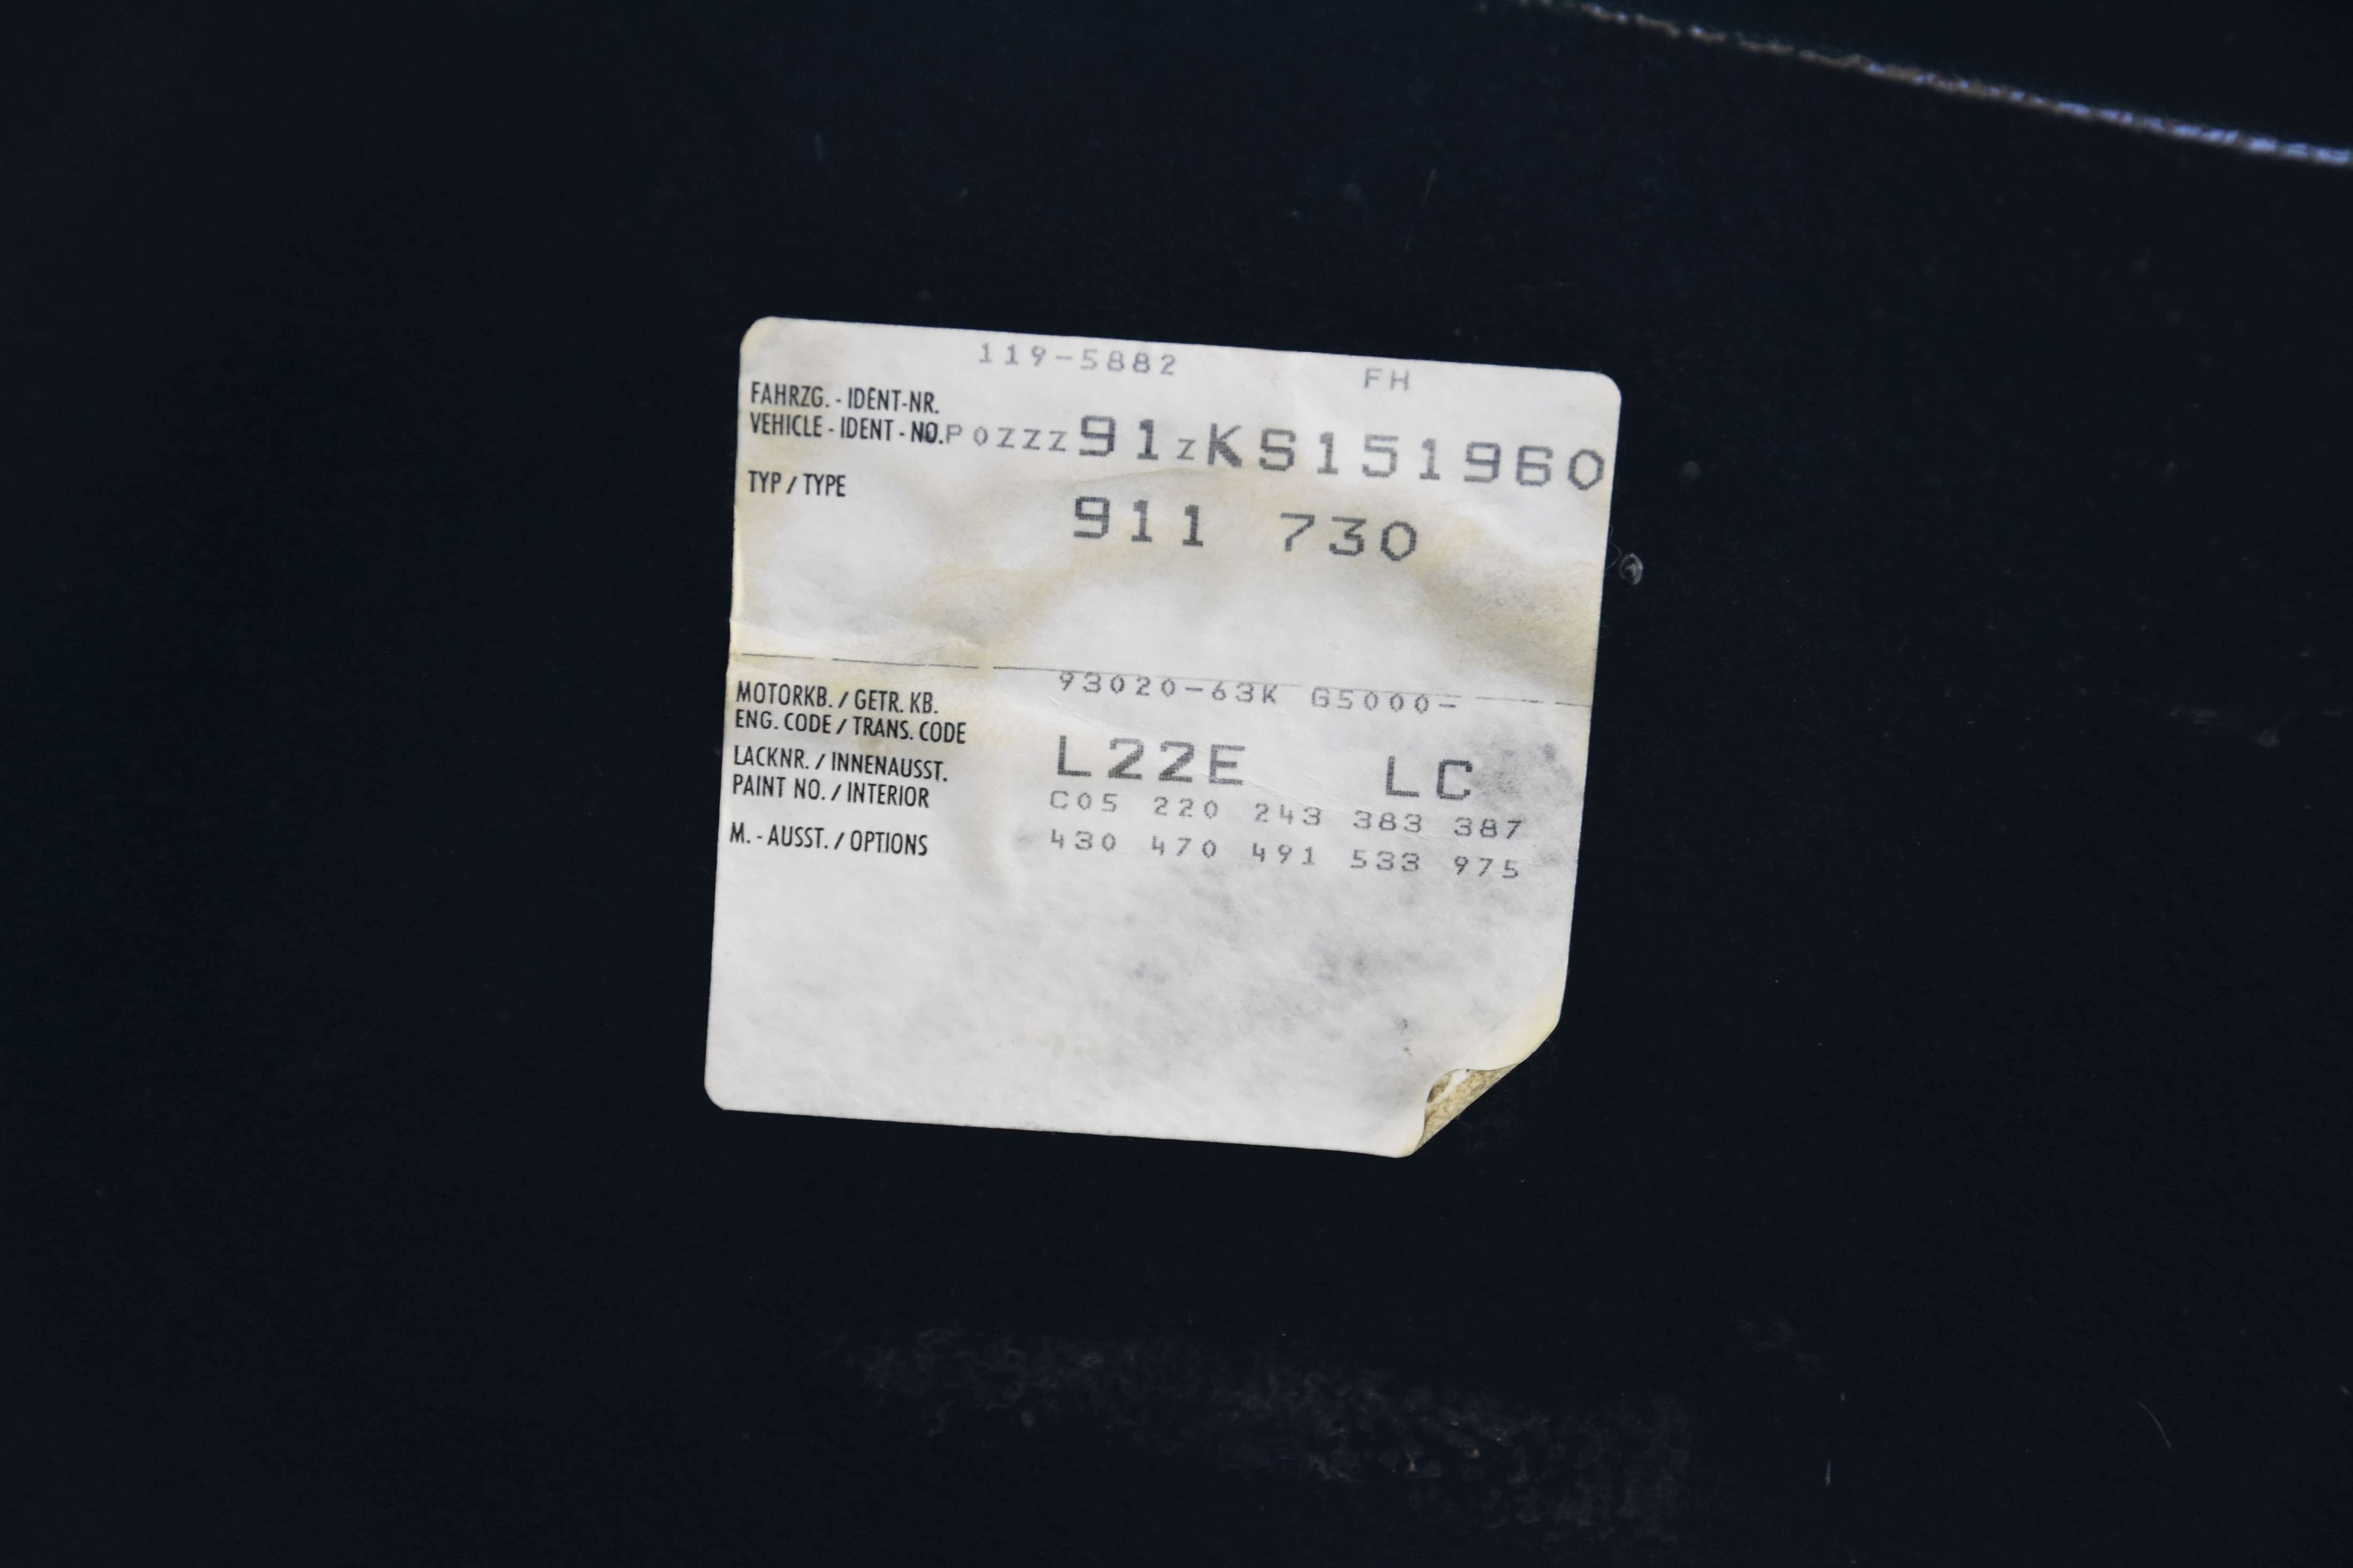 119-5882 FH
FAHRZG. - IDENT-NR.
VEHICLE - IDENT - NO. WP0ZZZ91ZKS151960
TYP / TYPE
911 730
93020-63K G5000-
MOTORKB. / GETR. KB.
ENG. CODE / TRANS. CODE
L22E LC
LACKNR. / INNENAUSST.
PAINT NO. / INTERIOR
C05 220 243 383 387
M. - AUSST. / OPTIONS
430 470 491 533 975